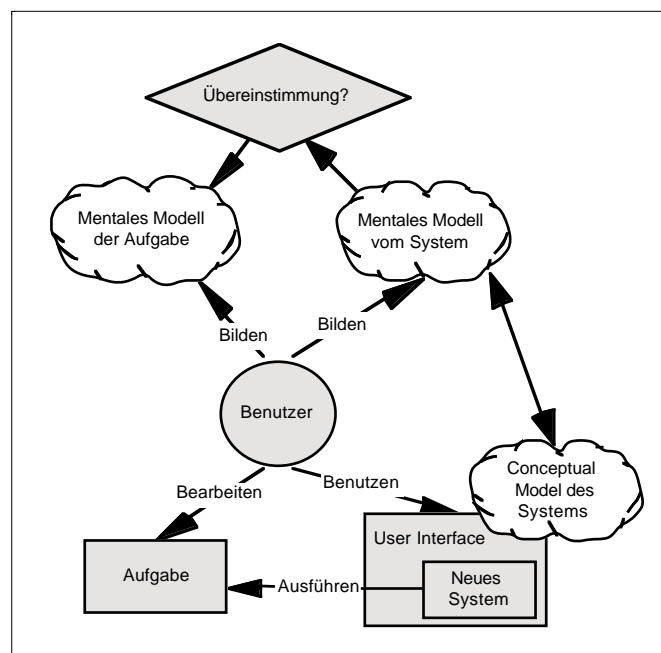 Übereinstimmung?
Mentales Modell
der Aufgabe
Mentales Modell
vom System
Bilden
Bilden
Benutzer
Conceptual
Model des
Systems
Bearbeiten
Benutzen
User Interface
Aufgabe
Ausführen
Neues
System